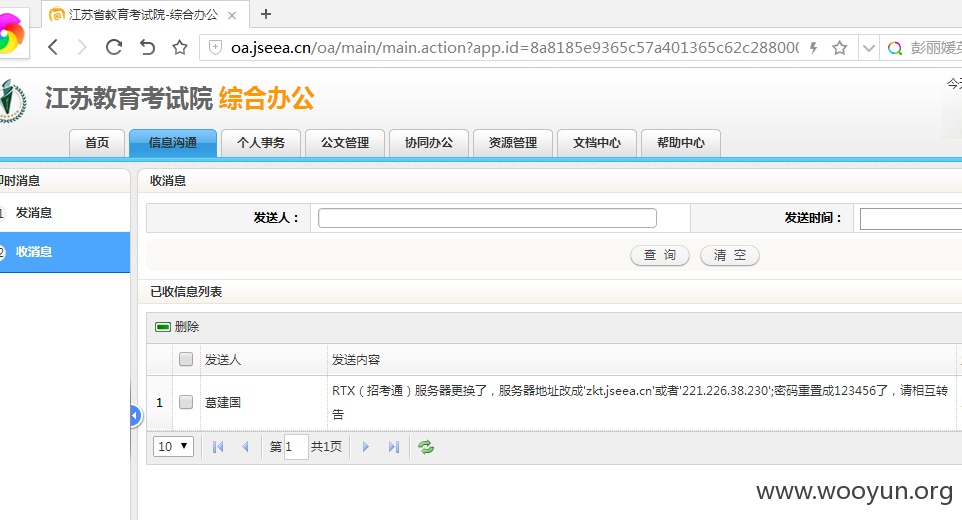 江苏省教育考试院-综合办公
oa.jseea.cn/oa/main/main.action?app.id=8a8185e9365c57a401365c62c28800
江苏教育考试院 综合办公
首页 信息沟通 个人事务 公文管理 协同办公 资源管理 文档中心 帮助中心
即时消息
收消息
发消息
收消息
发送人：
发送时间：
查 询 清 空
已收信息列表
删除
发送人 发送内容
1 葛建国 RTX（招考通）服务器更换了，服务器地址改成'zkt.jseea.cn'或者'221.226.38.230';密码重置成123456了，请相互转
告
10 第 1 共1页
www.wooyun.org